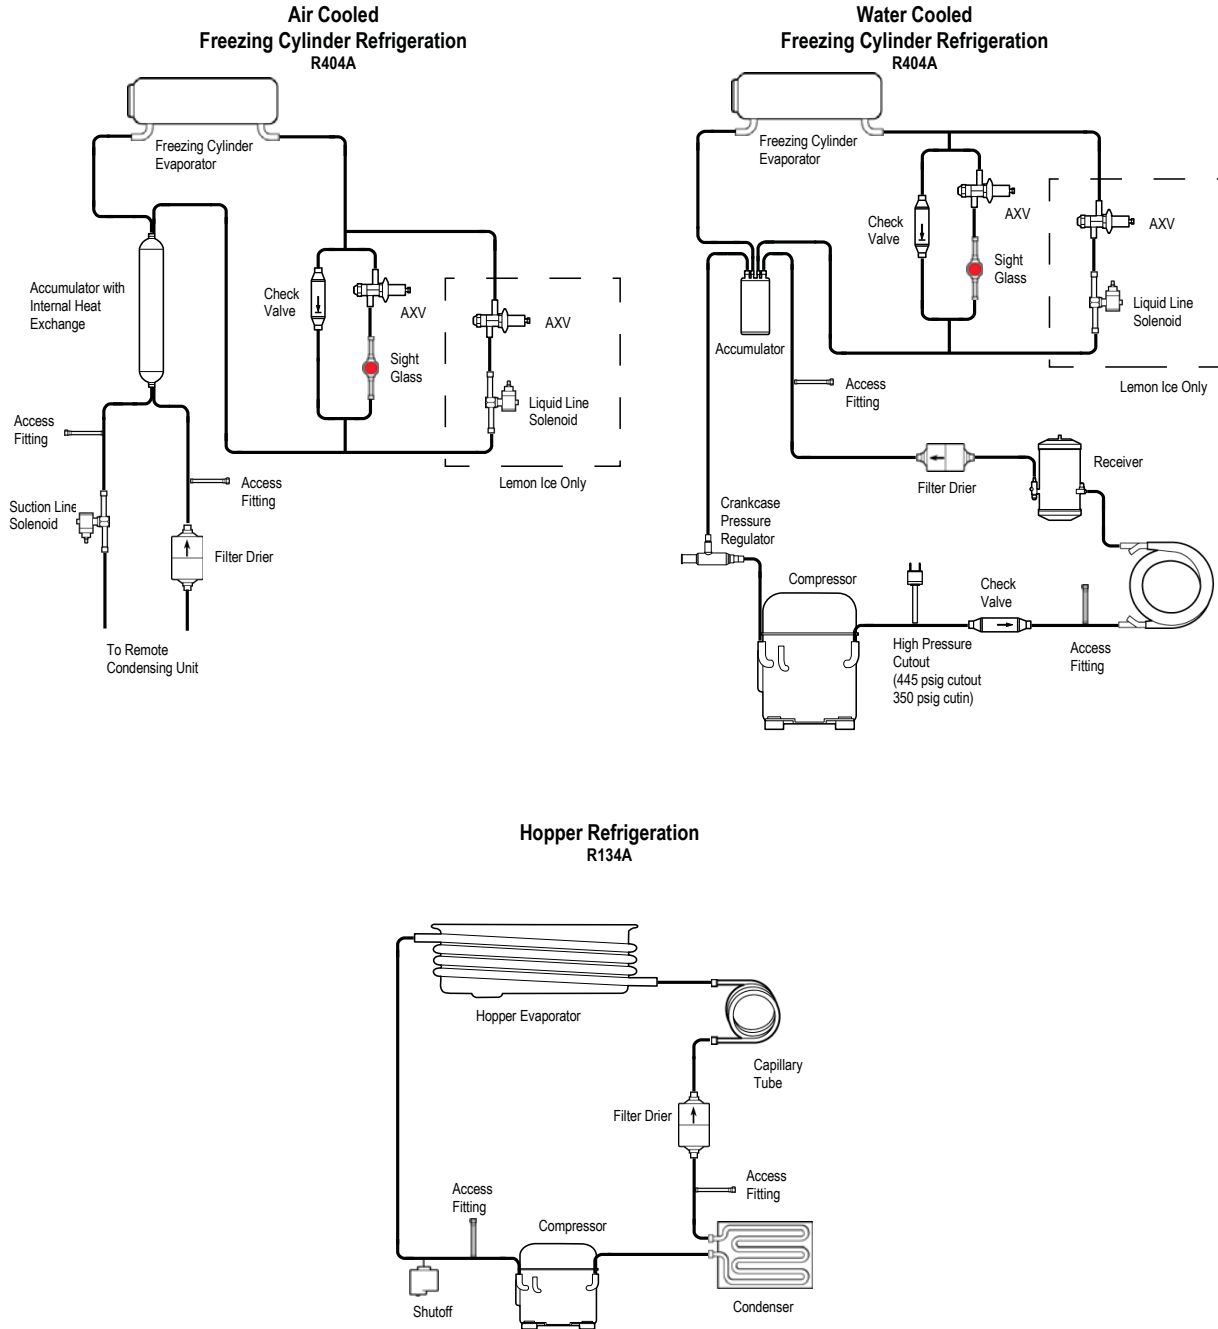 Air Cooled
Freezing Cylinder Refrigeration
R404A
Freezing Cylinder
Evaporator
Accumulator with
Internal Heat
Exchange
Check
Valve
AXV
Sight
Glass
AXV
Liquid Line
Solenoid
Lemon Ice Only
Access
Fitting
Access
Fitting
Suction Line
Solenoid
Filter Drier
To Remote
Condensing Unit
Water Cooled
Freezing Cylinder Refrigeration
R404A
Freezing Cylinder
Evaporator
Check
Valve
AXV
Sight
Glass
AXV
Liquid Line
Solenoid
Lemon Ice Only
Accumulator
Access
Fitting
Filter Drier
Receiver
Crankcase
Pressure
Regulator
Compressor
High Pressure
Cutout
(445 psig cutout
350 psig cutin)
Check
Valve
Access
Fitting
Hopper Refrigeration
R134A
Hopper Evaporator
Capillary
Tube
Filter Drier
Access
Fitting
Access
Fitting
Compressor
Shutoff
Condenser